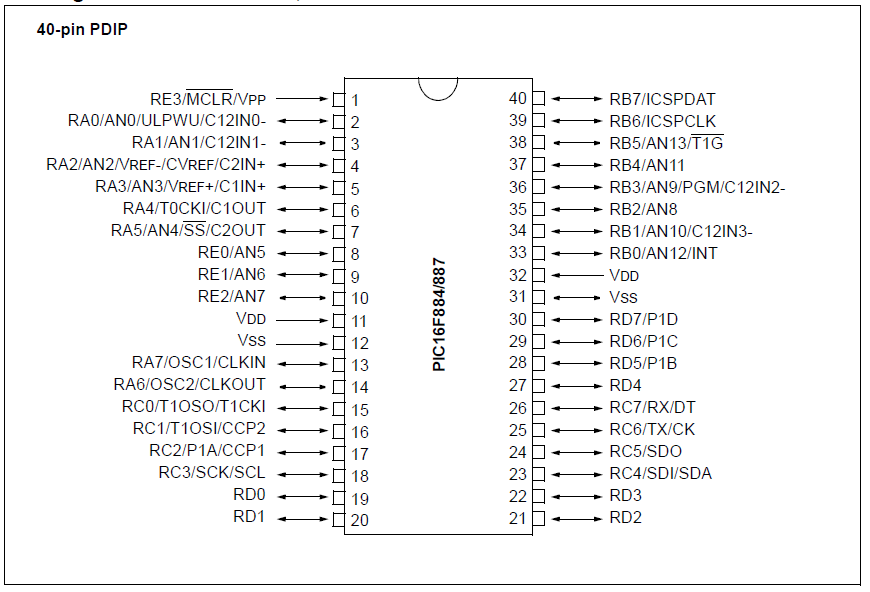 40-pin PDIP
RE3/MCLR/VPP 1 40 RB7/ICSPDAT
RA0/AN0/ULPWU/C12IN0- 2 39 RB6/ICSPCLK
RA1/AN1/C12IN1- 3 38 RB5/AN13/T1G
RA2/AN2/VREF-/CVREF/C2IN+ 4 37 RB4/AN11
RA3/AN3/VREF+/C1IN+ 5 36 RB3/AN9/PGM/C12IN2-
RA4/T0CKI/C1OUT 6 35 RB2/AN8
RA5/AN4/SS/C2OUT 7 34 RB1/AN10/C12IN3-
RE0/AN5 8 33 RB0/AN12/INT
RE1/AN6 9 32 VDD
RE2/AN7 10 31 VSS
VDD 11 30 RD7/P1D
VSS 12 29 RD6/P1C
RA7/OSC1/CLKIN 13 28 RD5/P1B
RA6/OSC2/CLKOUT 14 27 RD4
RC0/T1OSO/T1CKI 15 26 RC7/RX/DT
RC1/T1OSI/CCP2 16 25 RC6/TX/CK
RC2/P1A/CCP1 17 24 RC5/SDO
RC3/SCK/SCL 18 23 RC4/SDI/SDA
RD0 19 22 RD3
RD1 20 21 RD2
PIC16F884/887